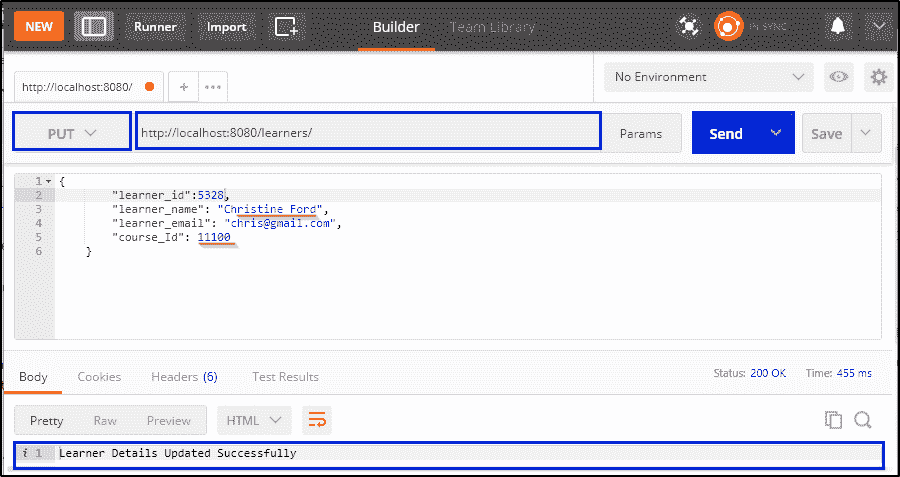 NEW Runner Import Builder Team Library IN SYNC
http://localhost:8080/ + ••• No Environment
PUT http://localhost:8080/learners/ Params Send Save
1 {
2 "learner_id":5328,
3 "learner_name": "Christine Ford",
4 "learner_email": "chris@gmail.com",
5 "course_Id": 11100
6 }
Body Cookies Headers (6) Test Results Status: 200 OK Time: 455 ms
Pretty Raw Preview HTML
i 1 Learner Details Updated Successfully